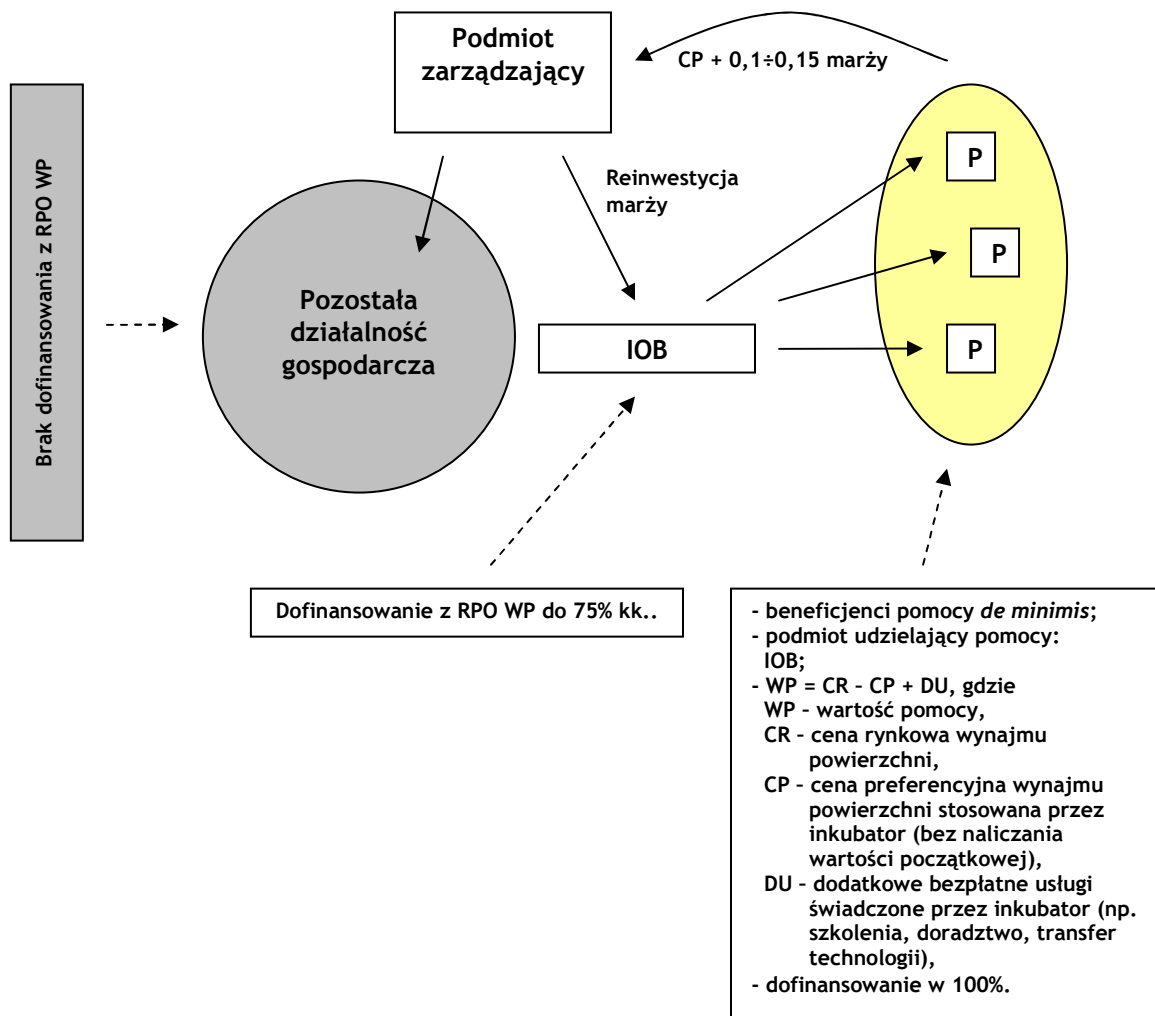 Podmiot
zarządzający
CP + 0,1÷0,15 marży
Brak dofinansowania z RPO WP
P
Reinwestycja
marży
P
Pozostała
działalność
gospodarcza
IOB
P
Dofinansowanie z RPO WP do 75% kk..
- beneficjenci pomocy de minimis;
- podmiot udzielający pomocy:
IOB;
- WP = CR – CP + DU, gdzie
WP – wartość pomocy,
CR – cena rynkowa wynajmu
powierzchni,
CP – cena preferencyjna wynajmu
powierzchni stosowana przez
inkubator (bez naliczania
wartości początkowej),
DU – dodatkowe bezpłatne usługi
świadczone przez inkubator (np.
szkolenia, doradztwo, transfer
technologii),
- dofinansowanie w 100%.